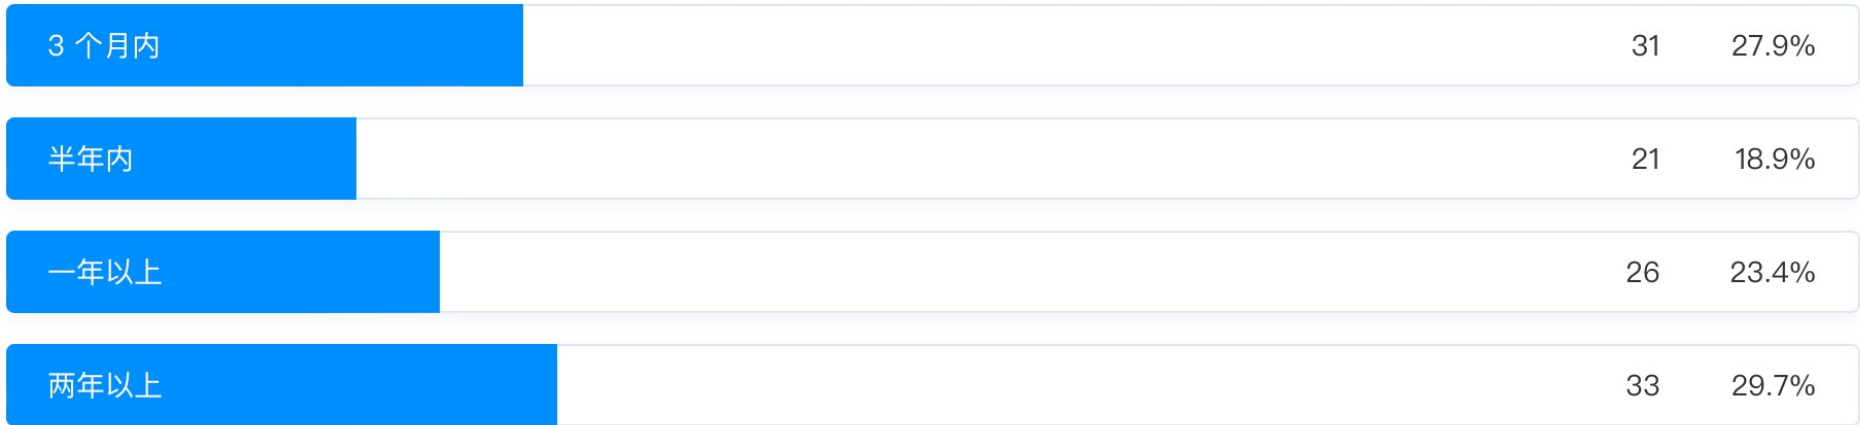 3 个月内 31 27.9%
半年内 21 18.9%
一年以上 26 23.4%
两年以上 33 29.7%